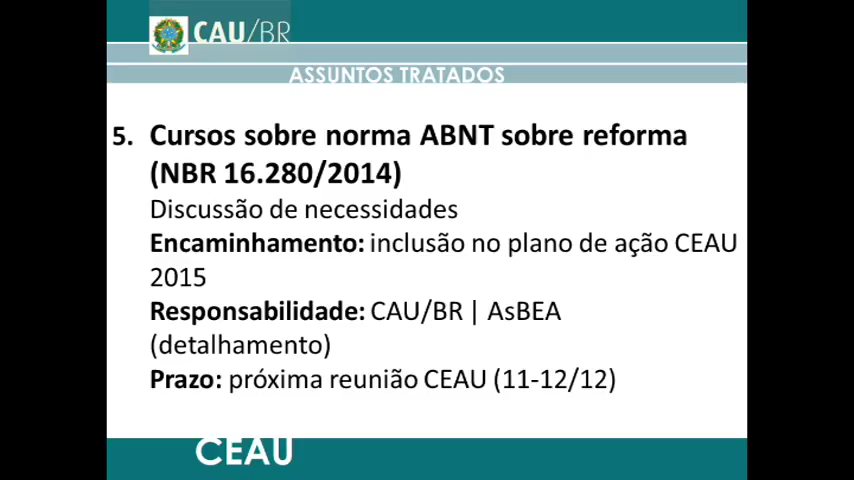 CAU/BR
ASSUNTOS TRATADOS
5. Cursos sobre norma ABNT sobre reforma
(NBR 16.280/2014)
Discussão de necessidades
Encaminhamento: inclusão no plano de ação CEAU
2015
Responsabilidade: CAU/BR | AsBEA
(detalhamento)
Prazo: próxima reunião CEAU (11-12/12)
CEAU